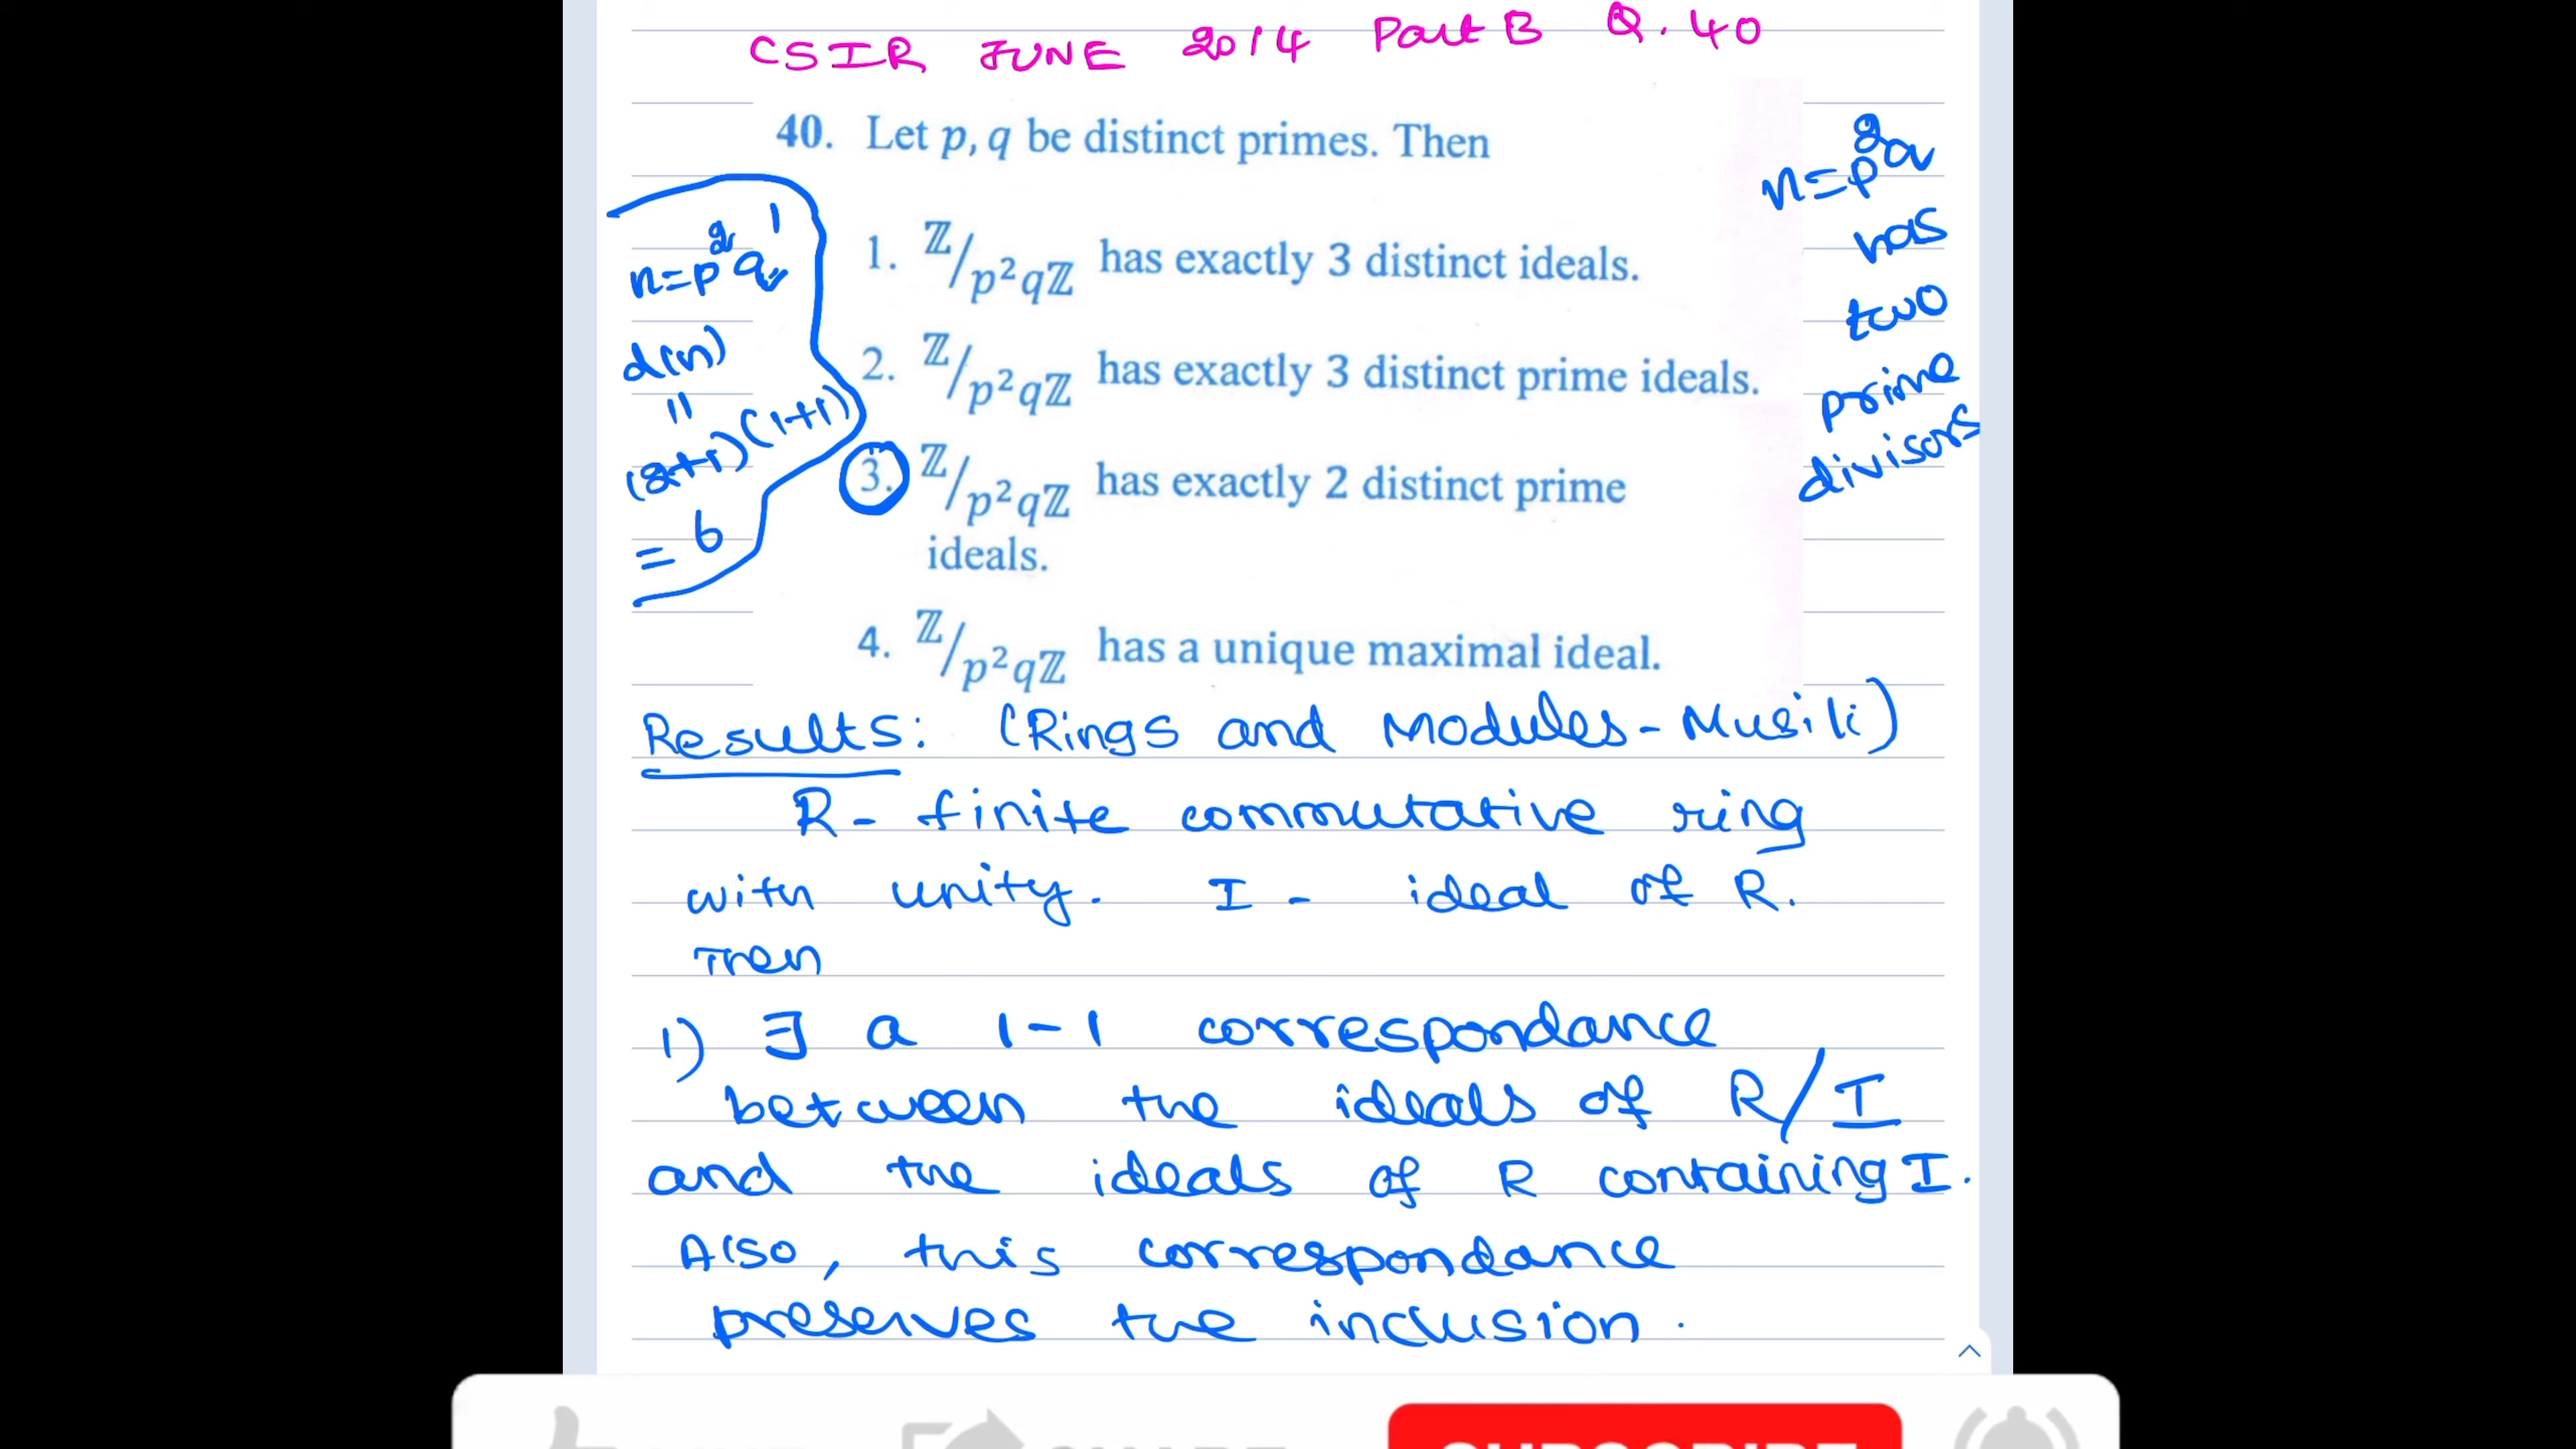 CSIR JUNE 2014 Part B Q. 40
40. Let p, q be distinct primes. Then
1. ℤ/p²qℤ has exactly 3 distinct ideals.
2. ℤ/p²qℤ has exactly 3 distinct prime ideals.
3. ℤ/p²qℤ has exactly 2 distinct prime
ideals.
4. ℤ/p²qℤ has a unique maximal ideal.
n=p²q¹
d(n)
=
(2+1)(1+1)
= 6
n=p²q
has
two
prime
divisors
Results: (Rings and Modules - Musili)
R - finite commutative ring
with unity. I - ideal of R.
Then
1) ∃ a 1-1 correspondance
between the ideals of R/I
and the ideals of R containing I.
Also, this correspondance
preserves the inclusion.